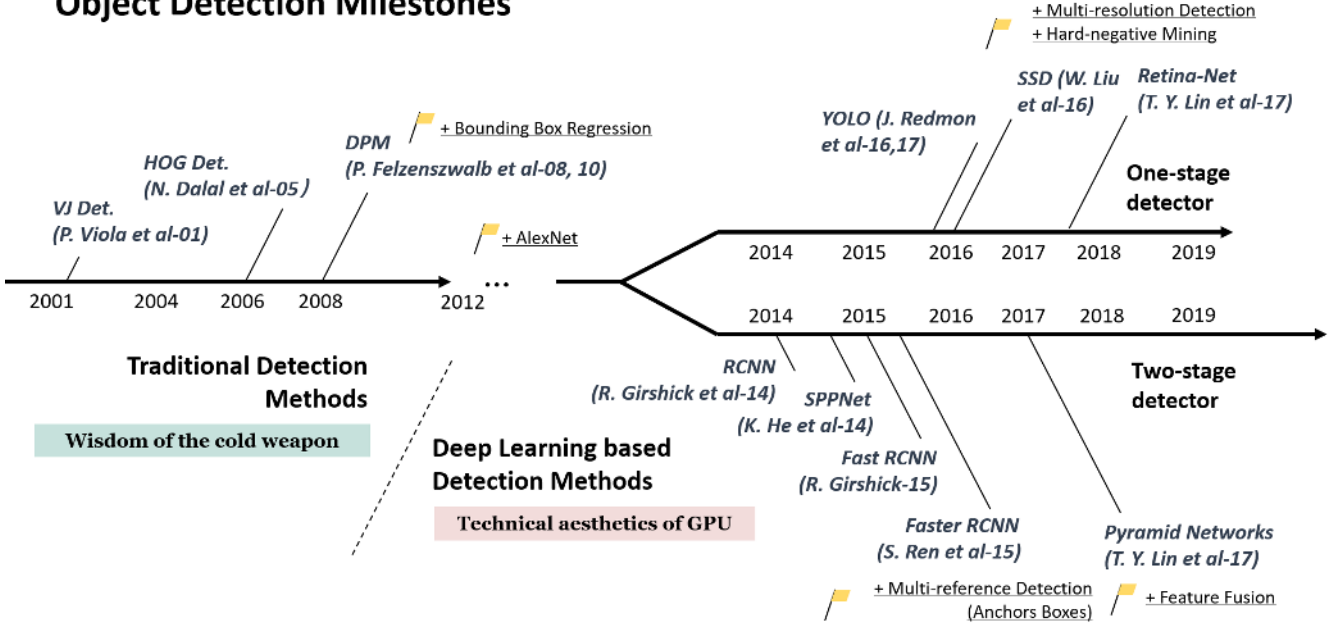 Object Detection Milestones
+ Multi-resolution Detection
+ Hard-negative Mining
SSD (W. Liu
et al-16)
Retina-Net
(T. Y. Lin et al-17)
YOLO (J. Redmon
et al-16,17)
+ Bounding Box Regression
DPM
(P. Felzenszwalb et al-08, 10)
HOG Det.
(N. Dalal et al-05)
VJ Det.
(P. Viola et al-01)
+ AlexNet
One-stage
detector
2014 2015 2016 2017 2018 2019
2001 2004 2006 2008 2012 ...
2014 2015 2016 2017 2018 2019
Traditional Detection
Methods
Wisdom of the cold weapon
Deep Learning based
Detection Methods
Technical aesthetics of GPU
RCNN
(R. Girshick et al-14)
SPPNet
(K. He et al-14)
Fast RCNN
(R. Girshick-15)
Faster RCNN
(S. Ren et al-15)
Two-stage
detector
Pyramid Networks
(T. Y. Lin et al-17)
+ Multi-reference Detection
(Anchors Boxes)
+ Feature Fusion